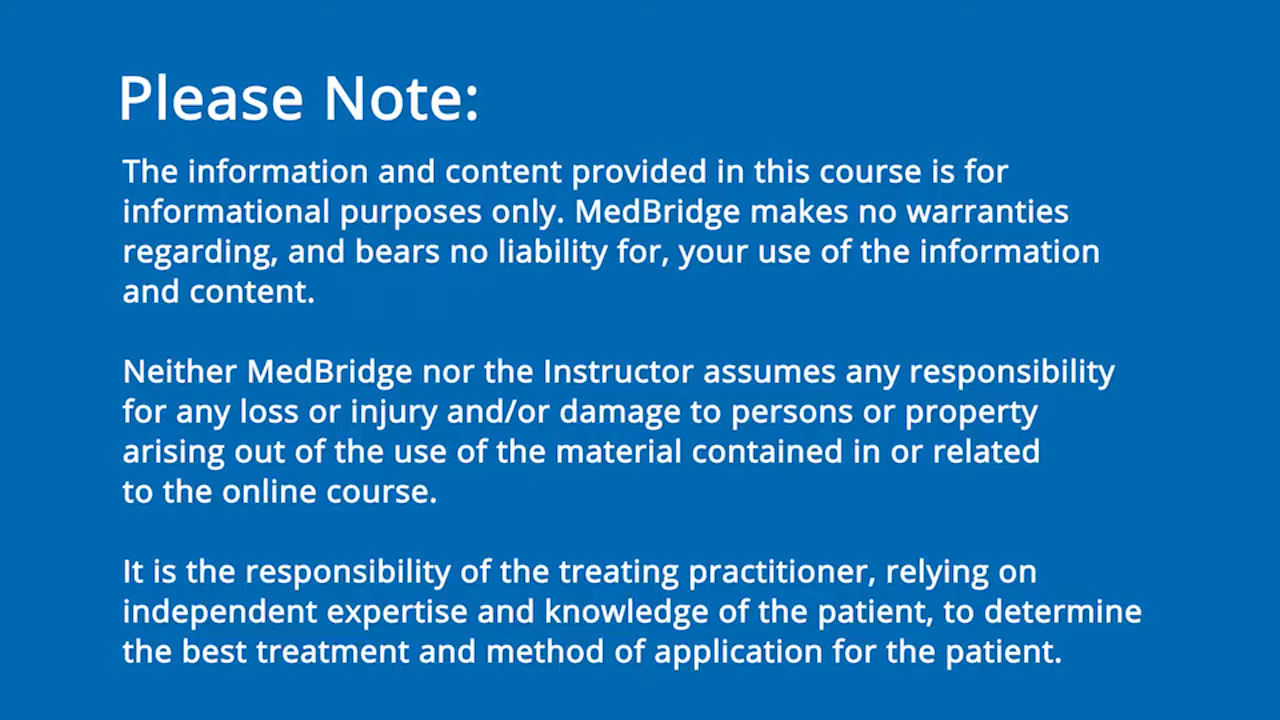 Please Note:
The information and content provided in this course is for
informational purposes only. MedBridge makes no warranties
regarding, and bears no liability for, your use of the information
and content.
Neither MedBridge nor the Instructor assumes any responsibility
for any loss or injury and/or damage to persons or property
arising out of the use of the material contained in or related
to the online course.
It is the responsibility of the treating practitioner, relying on
independent expertise and knowledge of the patient, to determine
the best treatment and method of application for the patient.